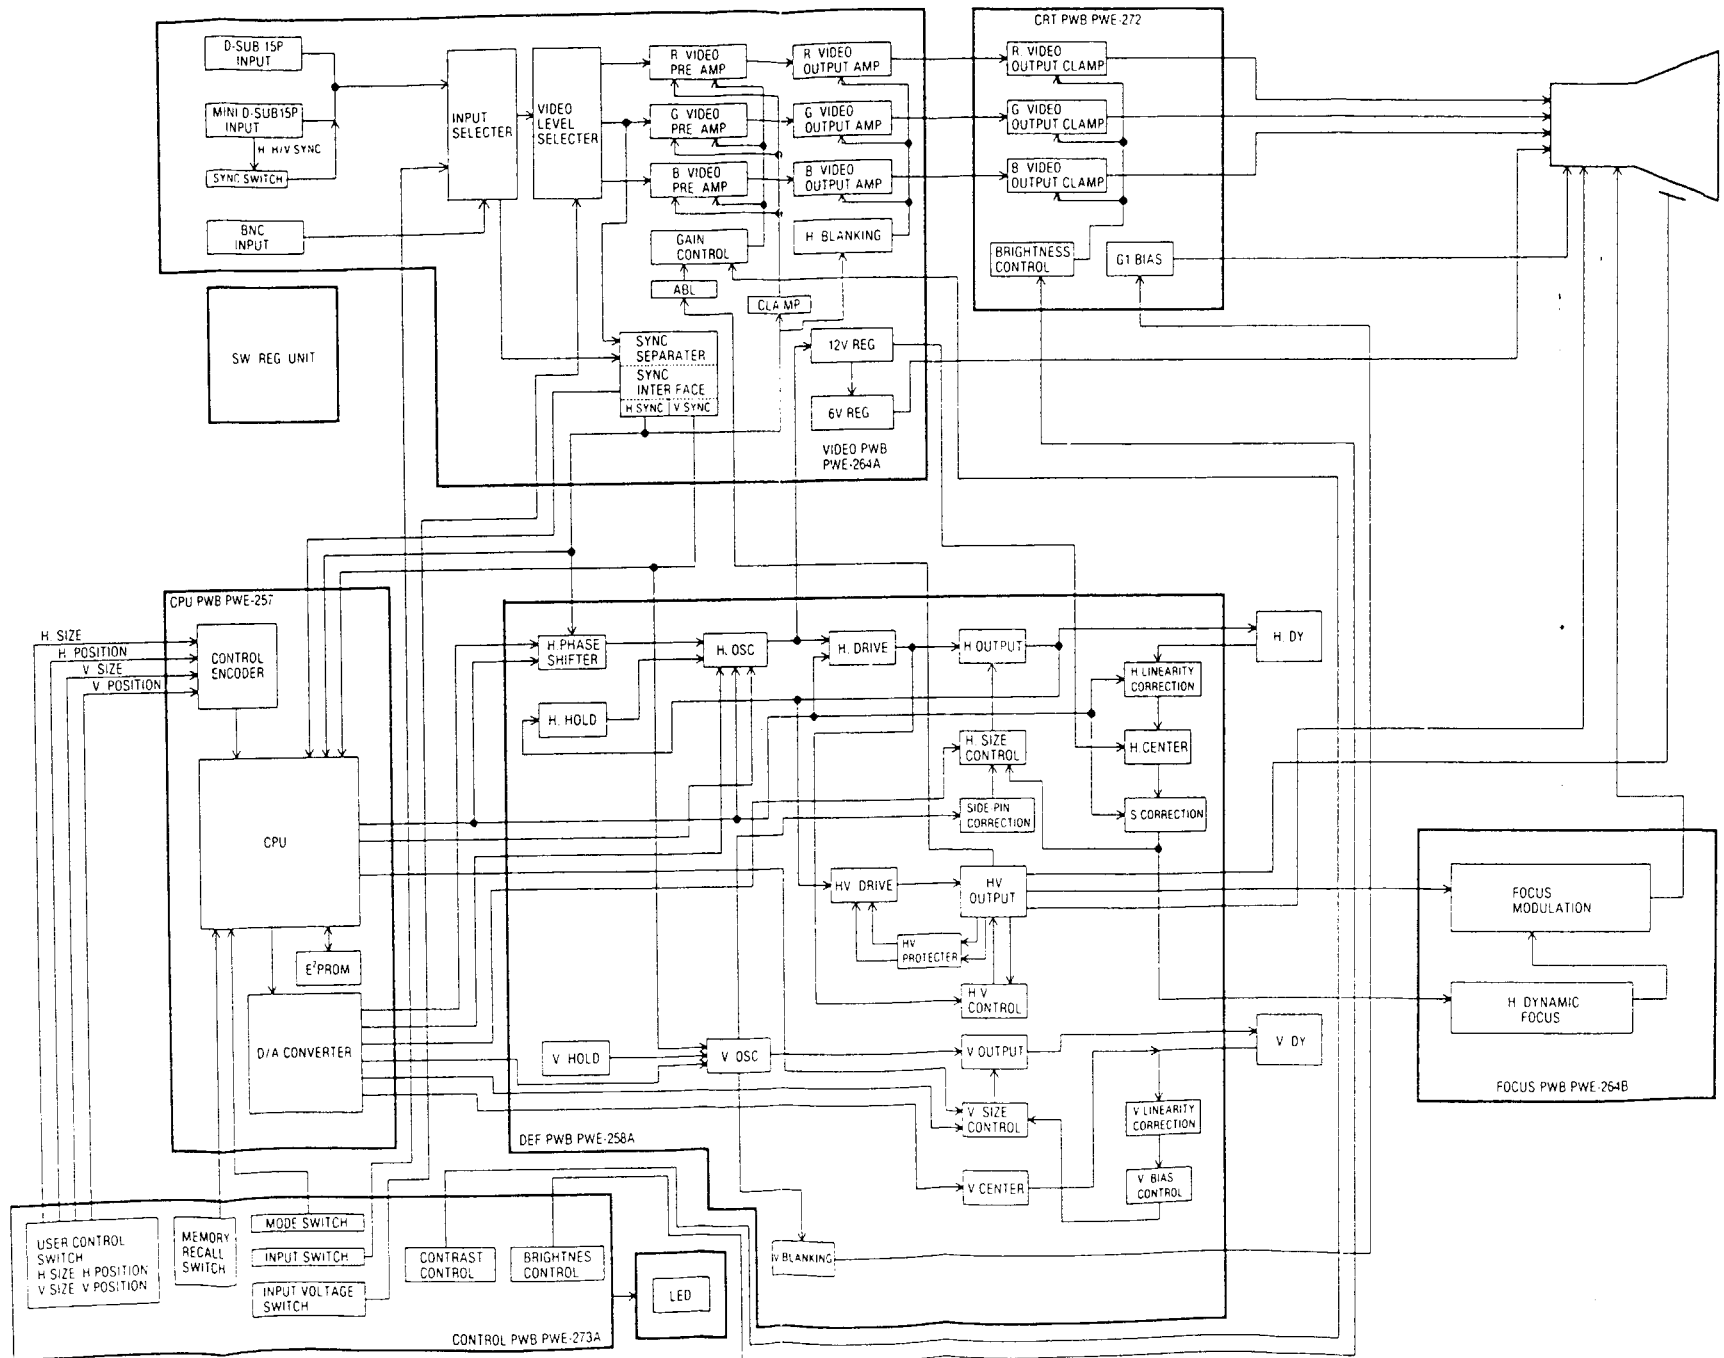 D-SUB 15P
INPUT
MINI D-SUB15P
INPUT
H H/V SYNC
SYNC SWITCH
BNC
INPUT
INPUT
SELECTER
VIDEO
LEVEL
SELECTER
R VIDEO
PRE AMP
G VIDEO
PRE AMP
B VIDEO
PRE AMP
R VIDEO
OUTPUT AMP
G VIDEO
OUTPUT AMP
B VIDEO
OUTPUT AMP
GAIN
CONTROL
H BLANKING
ABL
CLAMP
SYNC
SEPARATER
SYNC
INTERFACE
H SYNC
V SYNC
12V REG
6V REG
VIDEO PWB
PWE-264A
CRT PWB PWE-272
R VIDEO
OUTPUT CLAMP
G VIDEO
OUTPUT CLAMP
B VIDEO
OUTPUT CLAMP
BRIGHTNESS
CONTROL
G1 BIAS
SW REG UNIT
CPU PWB PWE-257
H. SIZE
H. POSITION
V SIZE
V POSITION
CONTROL
ENCODER
CPU
E²PROM
D/A CONVERTER
H.PHASE
SHIFTER
H. OSC
H. DRIVE
H OUTPUT
H. DY
H. LINEARITY
CORRECTION
H. HOLD
H. SIZE
CONTROL
H.CENTER
SIDE-PIN
CORRECTION
S CORRECTION
HV DRIVE
HV
OUTPUT
HV
PROTECTER
H V
CONTROL
V HOLD
V OSC
V OUTPUT
V DY
V SIZE
CONTROL
V LINEARITY
CORRECTION
V CENTER
V BIAS
CONTROL
V BLANKING
DEF PWB PWE-258A
FOCUS
MODULATION
H DYNAMIC
FOCUS
FOCUS PWB PWE-264B
USER CONTROL
SWITCH
H SIZE H POSITION
V SIZE V POSITION
MEMORY
RECALL
SWITCH
MODE SWITCH
INPUT SWITCH
INPUT VOLTAGE
SWITCH
CONTRAST
CONTROL
BRIGHTNES
CONTROL
LED
CONTROL PWB PWE-273A